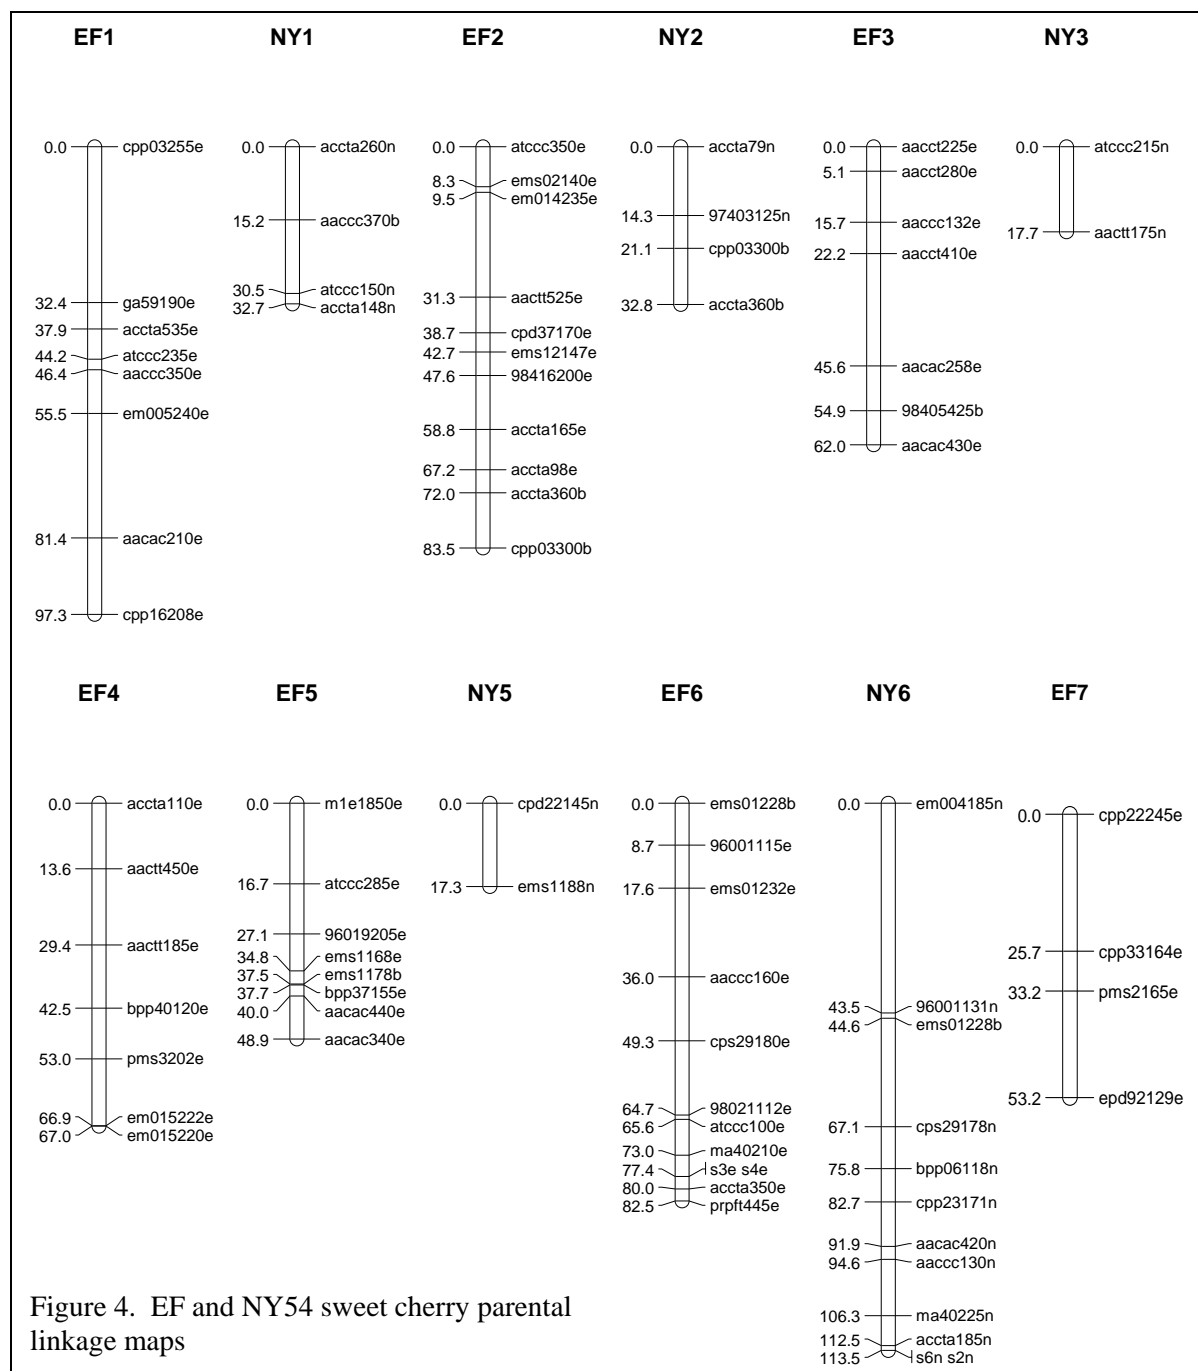 EF1 NY1 EF2 NY2 EF3 NY3
0.0 cpp03255e
32.4 ga59190e
37.9 accta535e
44.2 atccc235e
46.4 aaccc350e
55.5 em005240e
81.4 aacac210e
97.3 cpp16208e
0.0 accta260n
15.2 aaccc370b
30.5 atccc150n
32.7 accta148n
0.0 atccc350e
8.3 ems02140e
9.5 em014235e
31.3 aactt525e
38.7 cpd37170e
42.7 ems12147e
47.6 98416200e
58.8 accta165e
67.2 accta98e
72.0 accta360b
83.5 cpp03300b
0.0 accta79n
14.3 97403125n
21.1 cpp03300b
32.8 accta360b
0.0 aacct225e
5.1 aacct280e
15.7 aaccc132e
22.2 aacct410e
45.6 aacac258e
54.9 98405425b
62.0 aacac430e
0.0 atccc215n
17.7 aactt175n
EF4 EF5 NY5 EF6 NY6 EF7
0.0 accta110e
13.6 aactt450e
29.4 aactt185e
42.5 bpp40120e
53.0 pms3202e
66.9 em015222e
67.0 em015220e
0.0 m1e1850e
16.7 atccc285e
27.1 96019205e
34.8 ems1168e
37.5 ems1178b
37.7 bpp37155e
40.0 aacac440e
48.9 aacac340e
0.0 cpd22145n
17.3 ems1188n
0.0 ems01228b
8.7 96001115e
17.6 ems01232e
36.0 aaccc160e
49.3 cps29180e
64.7 98021112e
65.6 atccc100e
73.0 ma40210e
77.4 s3e s4e
80.0 accta350e
82.5 prpft445e
0.0 em004185n
43.5 96001131n
44.6 ems01228b
67.1 cps29178n
75.8 bpp06118n
82.7 cpp23171n
91.9 aacac420n
94.6 aaccc130n
106.3 ma40225n
112.5 accta185n
113.5 s6n s2n
0.0 cpp22245e
25.7 cpp33164e
33.2 pms2165e
53.2 epd92129e
Figure 4. EF and NY54 sweet cherry parental
linkage maps